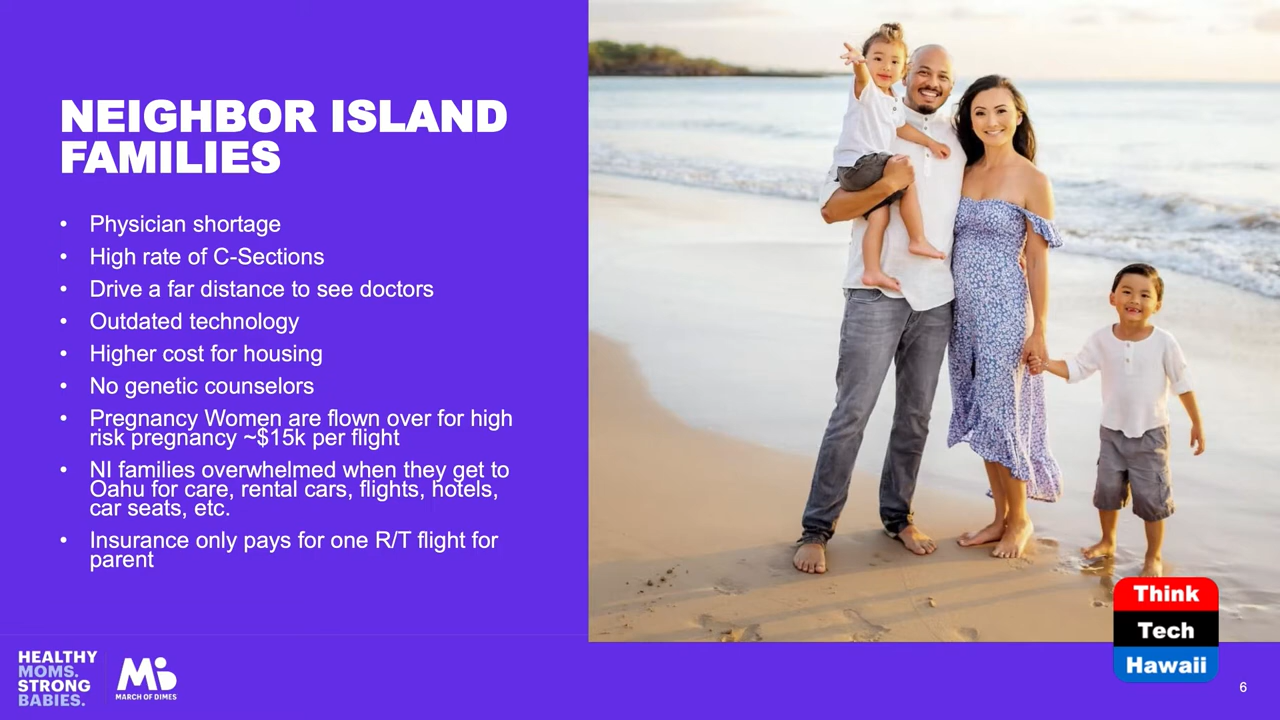 NEIGHBOR ISLAND
FAMILIES
• Physician shortage
• High rate of C-Sections
• Drive a far distance to see doctors
• Outdated technology
• Higher cost for housing
• No genetic counselors
• Pregnancy Women are flown over for high
risk pregnancy ~$15k per flight
• NI families overwhelmed when they get to
Oahu for care, rental cars, flights, hotels,
car seats, etc.
• Insurance only pays for one R/T flight for
parent
HEALTHY
MOMS.
STRONG
BABIES.
MARCH OF DIMES
Think
Tech
Hawaii
6